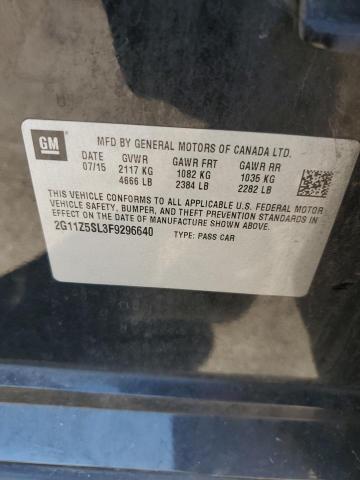 GM
MFD BY GENERAL MOTORS OF CANADA LTD.
DATE GVWR GAWR FRT GAWR RR
07/15 2117 KG 1082 KG 1035 KG
4666 LB 2384 LB 2282 LB
THIS VEHICLE CONFORMS TO ALL APPLICABLE U.S. FEDERAL MOTOR
VEHICLE SAFETY, BUMPER, AND THEFT PREVENTION STANDARDS IN
EFFECT ON THE DATE OF MANUFACTURE SHOWN ABOVE.
2G11Z5SL3F9296640 TYPE: PASS CAR